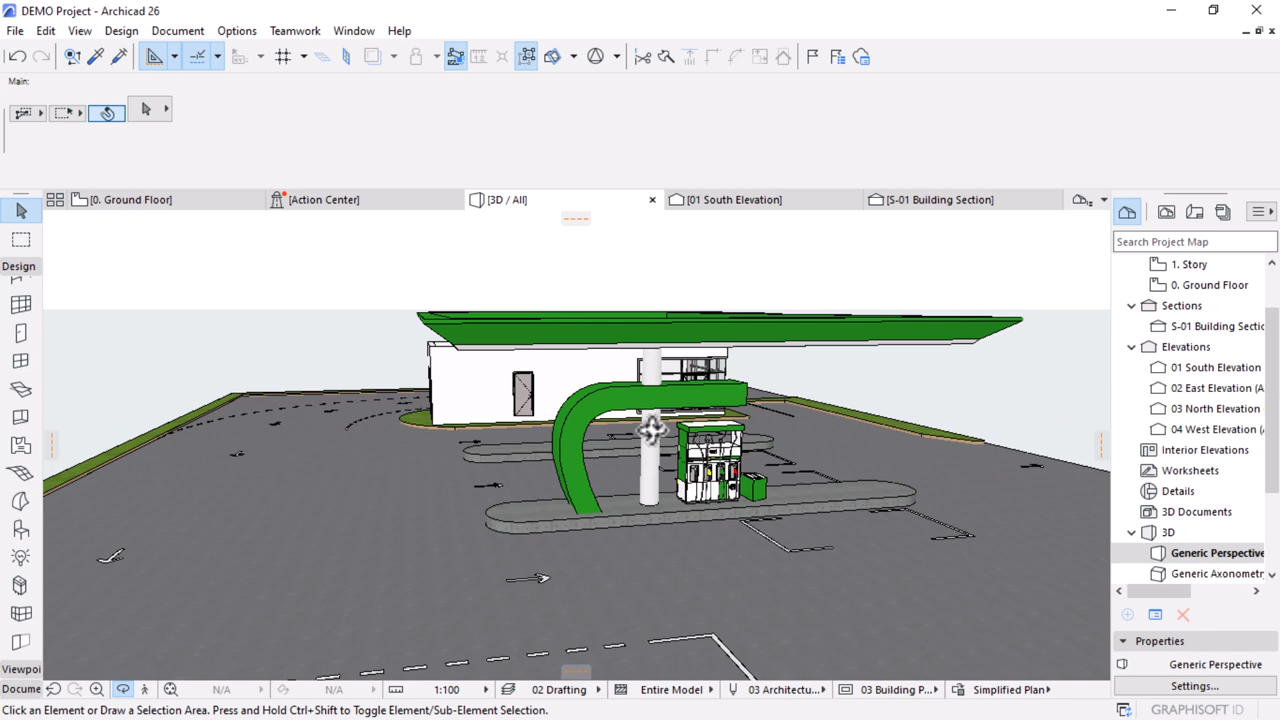 DEMO Project - Archicad 26
File Edit View Design Document Options Teamwork Window Help
Main:
[0. Ground Floor] [Action Center] [3D / All] [01 South Elevation] [S-01 Building Section]
Search Project Map
Design
1. Story
0. Ground Floor
Sections
S-01 Building Sectic
Elevations
01 South Elevation
02 East Elevation (A
03 North Elevation
04 West Elevation (A
Interior Elevations
Worksheets
Details
3D Documents
3D
Generic Perspective
Generic Axonometr
Properties
Generic Perspective
Settings...
Viewpoi
Docume N/A N/A 1:100 02 Drafting Entire Model 03 Architectu... 03 Building P... Simplified Plan
Click an Element or Draw a Selection Area. Press and Hold Ctrl+Shift to Toggle Element/Sub-Element Selection.
GRAPHISOFT ID